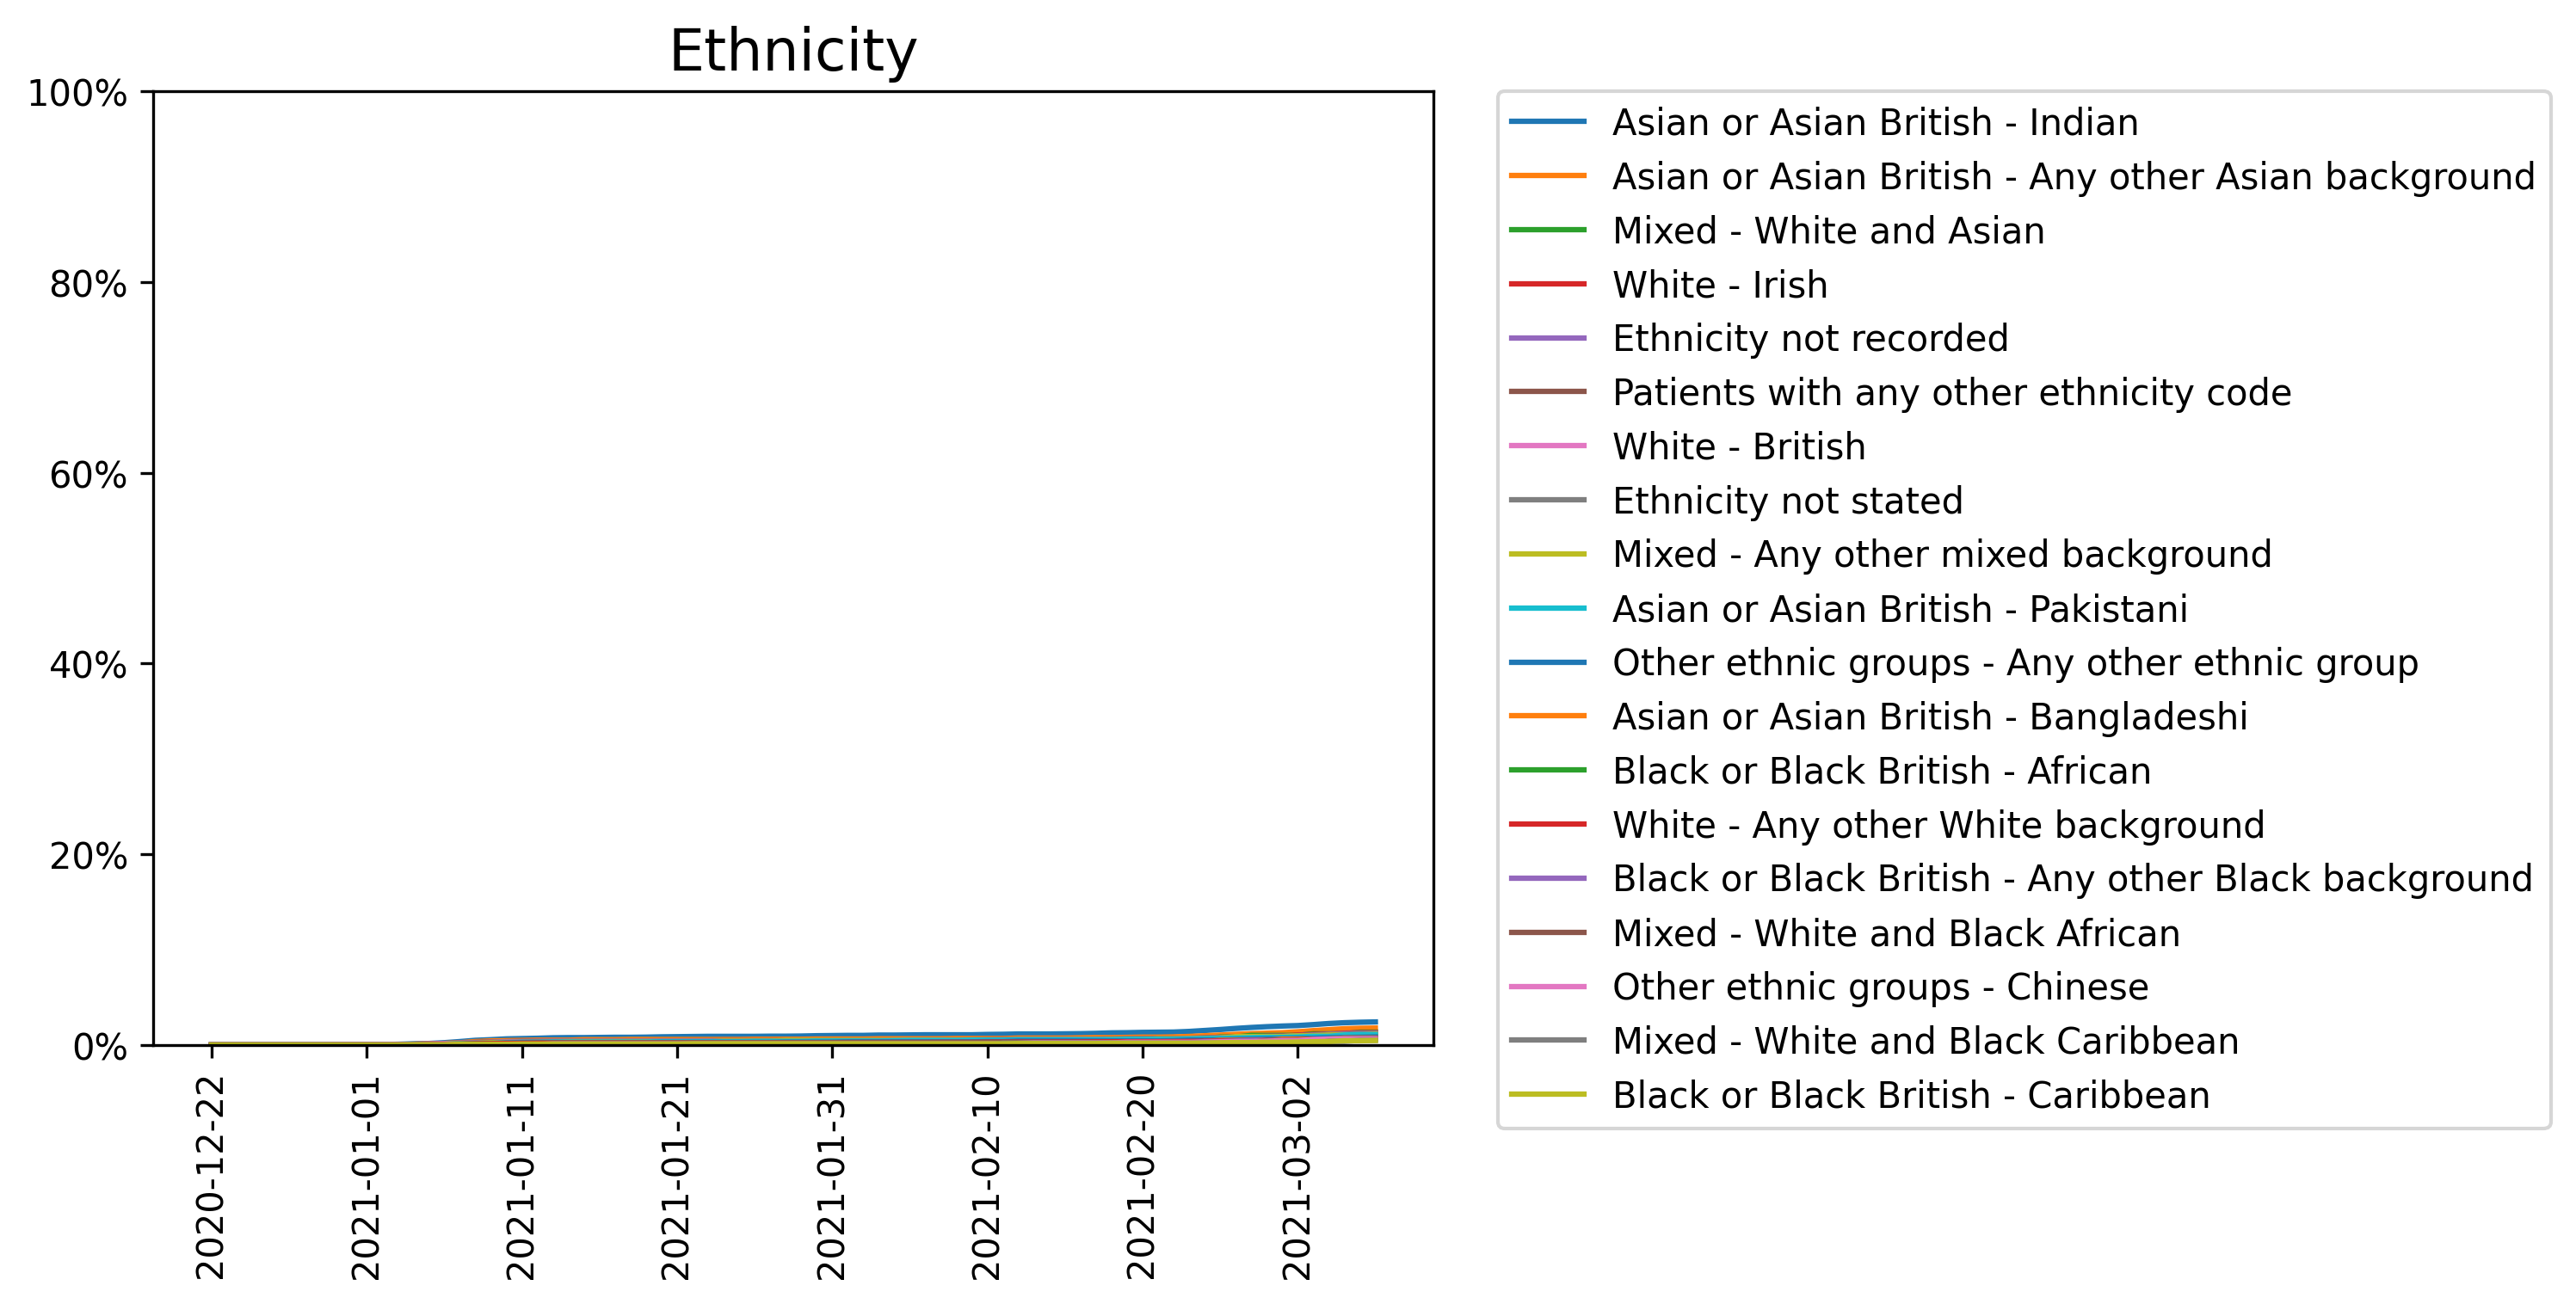 Ethnicity
100%
80%
60%
40%
20%
0%
2020-12-22
2021-01-01
2021-01-11
2021-01-21
2021-01-31
2021-02-10
2021-02-20
2021-03-02
Asian or Asian British - Indian
Asian or Asian British - Any other Asian background
Mixed - White and Asian
White - Irish
Ethnicity not recorded
Patients with any other ethnicity code
White - British
Ethnicity not stated
Mixed - Any other mixed background
Asian or Asian British - Pakistani
Other ethnic groups - Any other ethnic group
Asian or Asian British - Bangladeshi
Black or Black British - African
White - Any other White background
Black or Black British - Any other Black background
Mixed - White and Black African
Other ethnic groups - Chinese
Mixed - White and Black Caribbean
Black or Black British - Caribbean